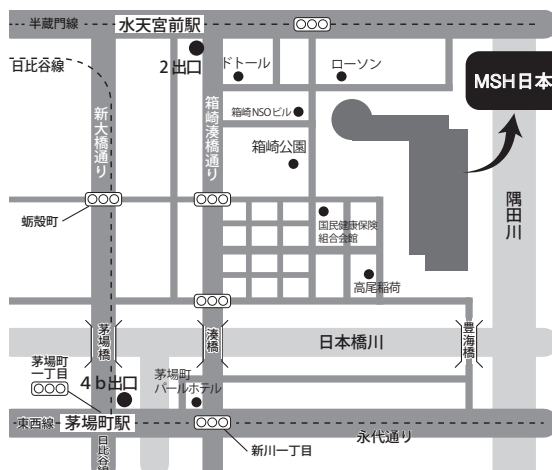 半蔵門線
水天宮前駅
日比谷線
2出口
ドトール
ローソン
MSH日本
新大橋通り
箱崎湊橋通り
箱崎NSOビル
箱崎公園
隅田川
蛎殻町
国民健康保険
組合会館
高尾稲荷
茅場橋
湊橋
日本橋川
豊海橋
茅場町
一丁目
4b出口
茅場町
パールホテル
東西線
茅場町駅
日比谷線
新川一丁目
永代通り